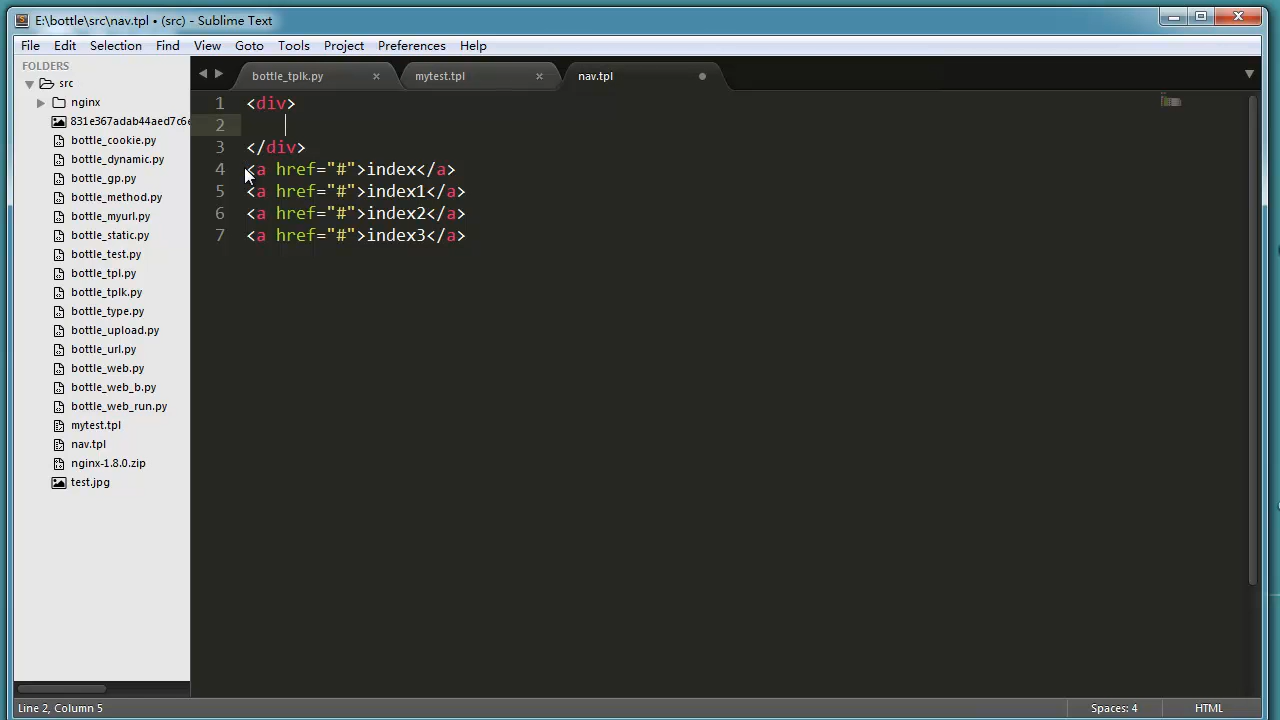 E:\bottle\src\nav.tpl • (src) - Sublime Text
File Edit Selection Find View Goto Tools Project Preferences Help
FOLDERS
src
nginx
831e367adab44aed7c6e
bottle_cookie.py
bottle_dynamic.py
bottle_gp.py
bottle_method.py
bottle_myurl.py
bottle_static.py
bottle_test.py
bottle_tpl.py
bottle_tplk.py
bottle_type.py
bottle_upload.py
bottle_url.py
bottle_web.py
bottle_web_b.py
bottle_web_run.py
mytest.tpl
nav.tpl
nginx-1.8.0.zip
test.jpg
bottle_tplk.py mytest.tpl nav.tpl
1 <div>
2
3 </div>
4 <a href="#">index</a>
5 <a href="#">index1</a>
6 <a href="#">index2</a>
7 <a href="#">index3</a>
Line 2, Column 5 Spaces: 4 HTML